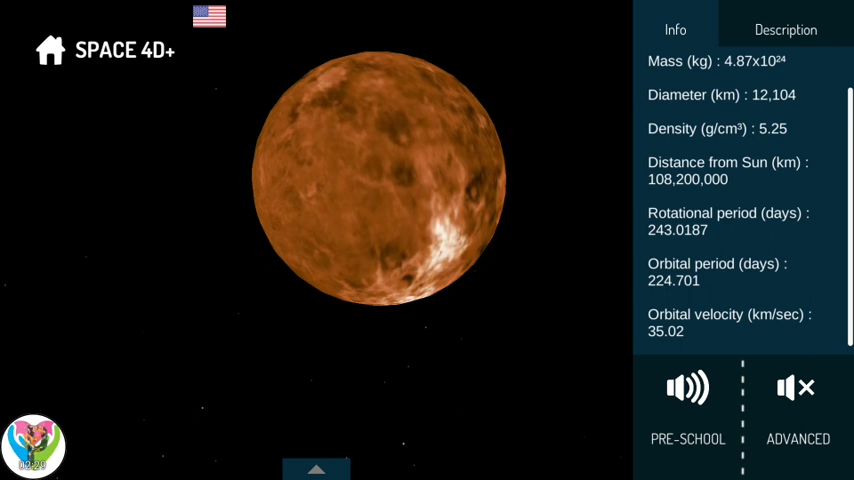 SPACE 4D+
Info
Description
Mass (kg) : 4.87x10²⁴
Diameter (km) : 12,104
Density (g/cm³) : 5.25
Distance from Sun (km) :
108,200,000
Rotational period (days) :
243.0187
Orbital period (days) :
224.701
Orbital velocity (km/sec) :
35.02
PRE-SCHOOL
ADVANCED
02:29